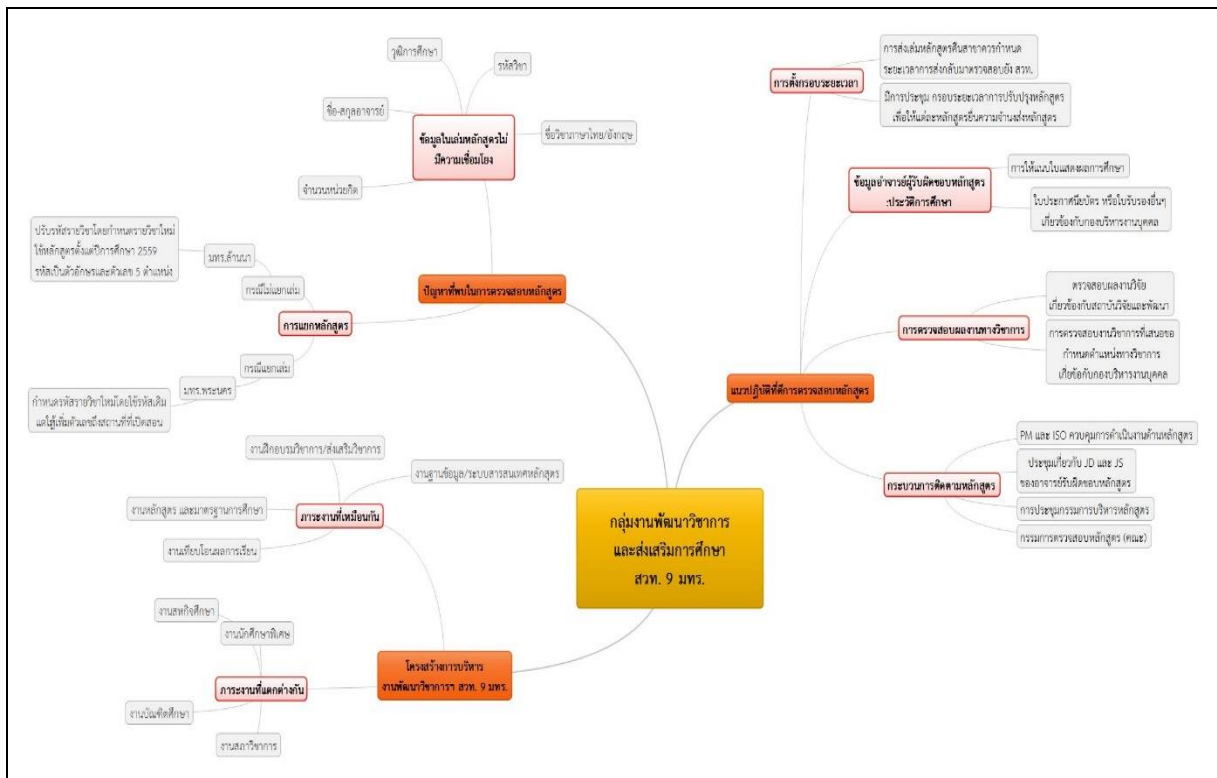 วุฒิการศึกษา
รหัสวิชา
ชื่อ-สกุลอาจารย์
ข้อมูลในเล่มหลักสูตรไม่
มีความเชื่อมโยง
ชื่อวิชาภาษาไทย/อังกฤษ
จำนวนหน่วยกิต
ปรับรหัสรายวิชาโดยกำหนดรายวิชาใหม่
ใช้หลักสูตรตั้งแต่ปีการศึกษา 2559
รหัสเป็นตัวอักษรและตัวเลข 5 ตำแหน่ง
มทร.ล้านนา
กรณีไม่แยกเล่ม
ปัญหาที่พบในการตรวจสอบหลักสูตร
การแยกหลักสูตร
กรณีแยกเล่ม
มทร.พระนคร
กำหนดรหัสรายวิชาใหม่โดยใช้รหัสเดิม
ตัวเลขถึงสถานที่ที่เปิดสอน
งานฝึกอบรมวิชาการ/ส่งเสริมวิชาการ
งานฐานข้อมูล/ระบบสารสนเทศหลักสูตร
ภาระงานที่เหมือนกัน
งานหลักสูตร และมาตรฐานการศึกษา
งานเทียบโอนผลการเรียน
งานสหกิจศึกษา
งานนักศึกษาพิเศษ
ภาระงานที่แตกต่างกัน
งานบัณฑิตศึกษา
งานสภาวิชาการ
โครงสร้างการบริหาร
งานพัฒนาวิชาการฯ สวท. 9 มทร.
กลุ่มงานพัฒนาวิชาการ
และส่งเสริมการศึกษา
สวท. 9 มทร.
การตั้งกรอบระยะเวลา
การส่งเล่มหลักสูตรคืนสาขาควรกำหนด
ระยะเวลาการส่งกลับมาตรวจสอบยัง สวท.
มีการประชุม กรอบระยะเวลาการปรับปรุงหลักสูตร
เพื่อให้แต่ละหลักสูตรยื่นความจำนงส่งหลักสูตร
ข้อมูลอาจารย์ผู้รับผิดชอบหลักสูตร
:ประวัติการศึกษา
การให้แนบใบแสดงผลการศึกษา
ใบประกาศนียบัตร หรือใบรับรองอื่นๆ
เกี่ยวข้องกับกองบริหารงานบุคคล
การตรวจสอบผลงานทางวิชาการ
ตรวจสอบผลงานวิจัย
เกี่ยวข้องกับสถาบันวิจัยและพัฒนา
การตรวจสอบงานวิชาการที่เสนอขอ
กำหนดตำแหน่งทางวิชาการ
กองบริหารงานบุคคล
แนวปฏิบัติที่ดีการตรวจสอบหลักสูตร
กระบวนการติดตามหลักสูตร
PM และ ISO ควบคุมการดำเนินงานด้านหลักสูตร
ประชุมเกี่ยวกับ JD และ JS
ของอาจารย์รับผิดชอบหลักสูตร
การประชุมกรรมการบริหารหลักสูตร
กรรมการตรวจสอบหลักสูตร (คณะ)